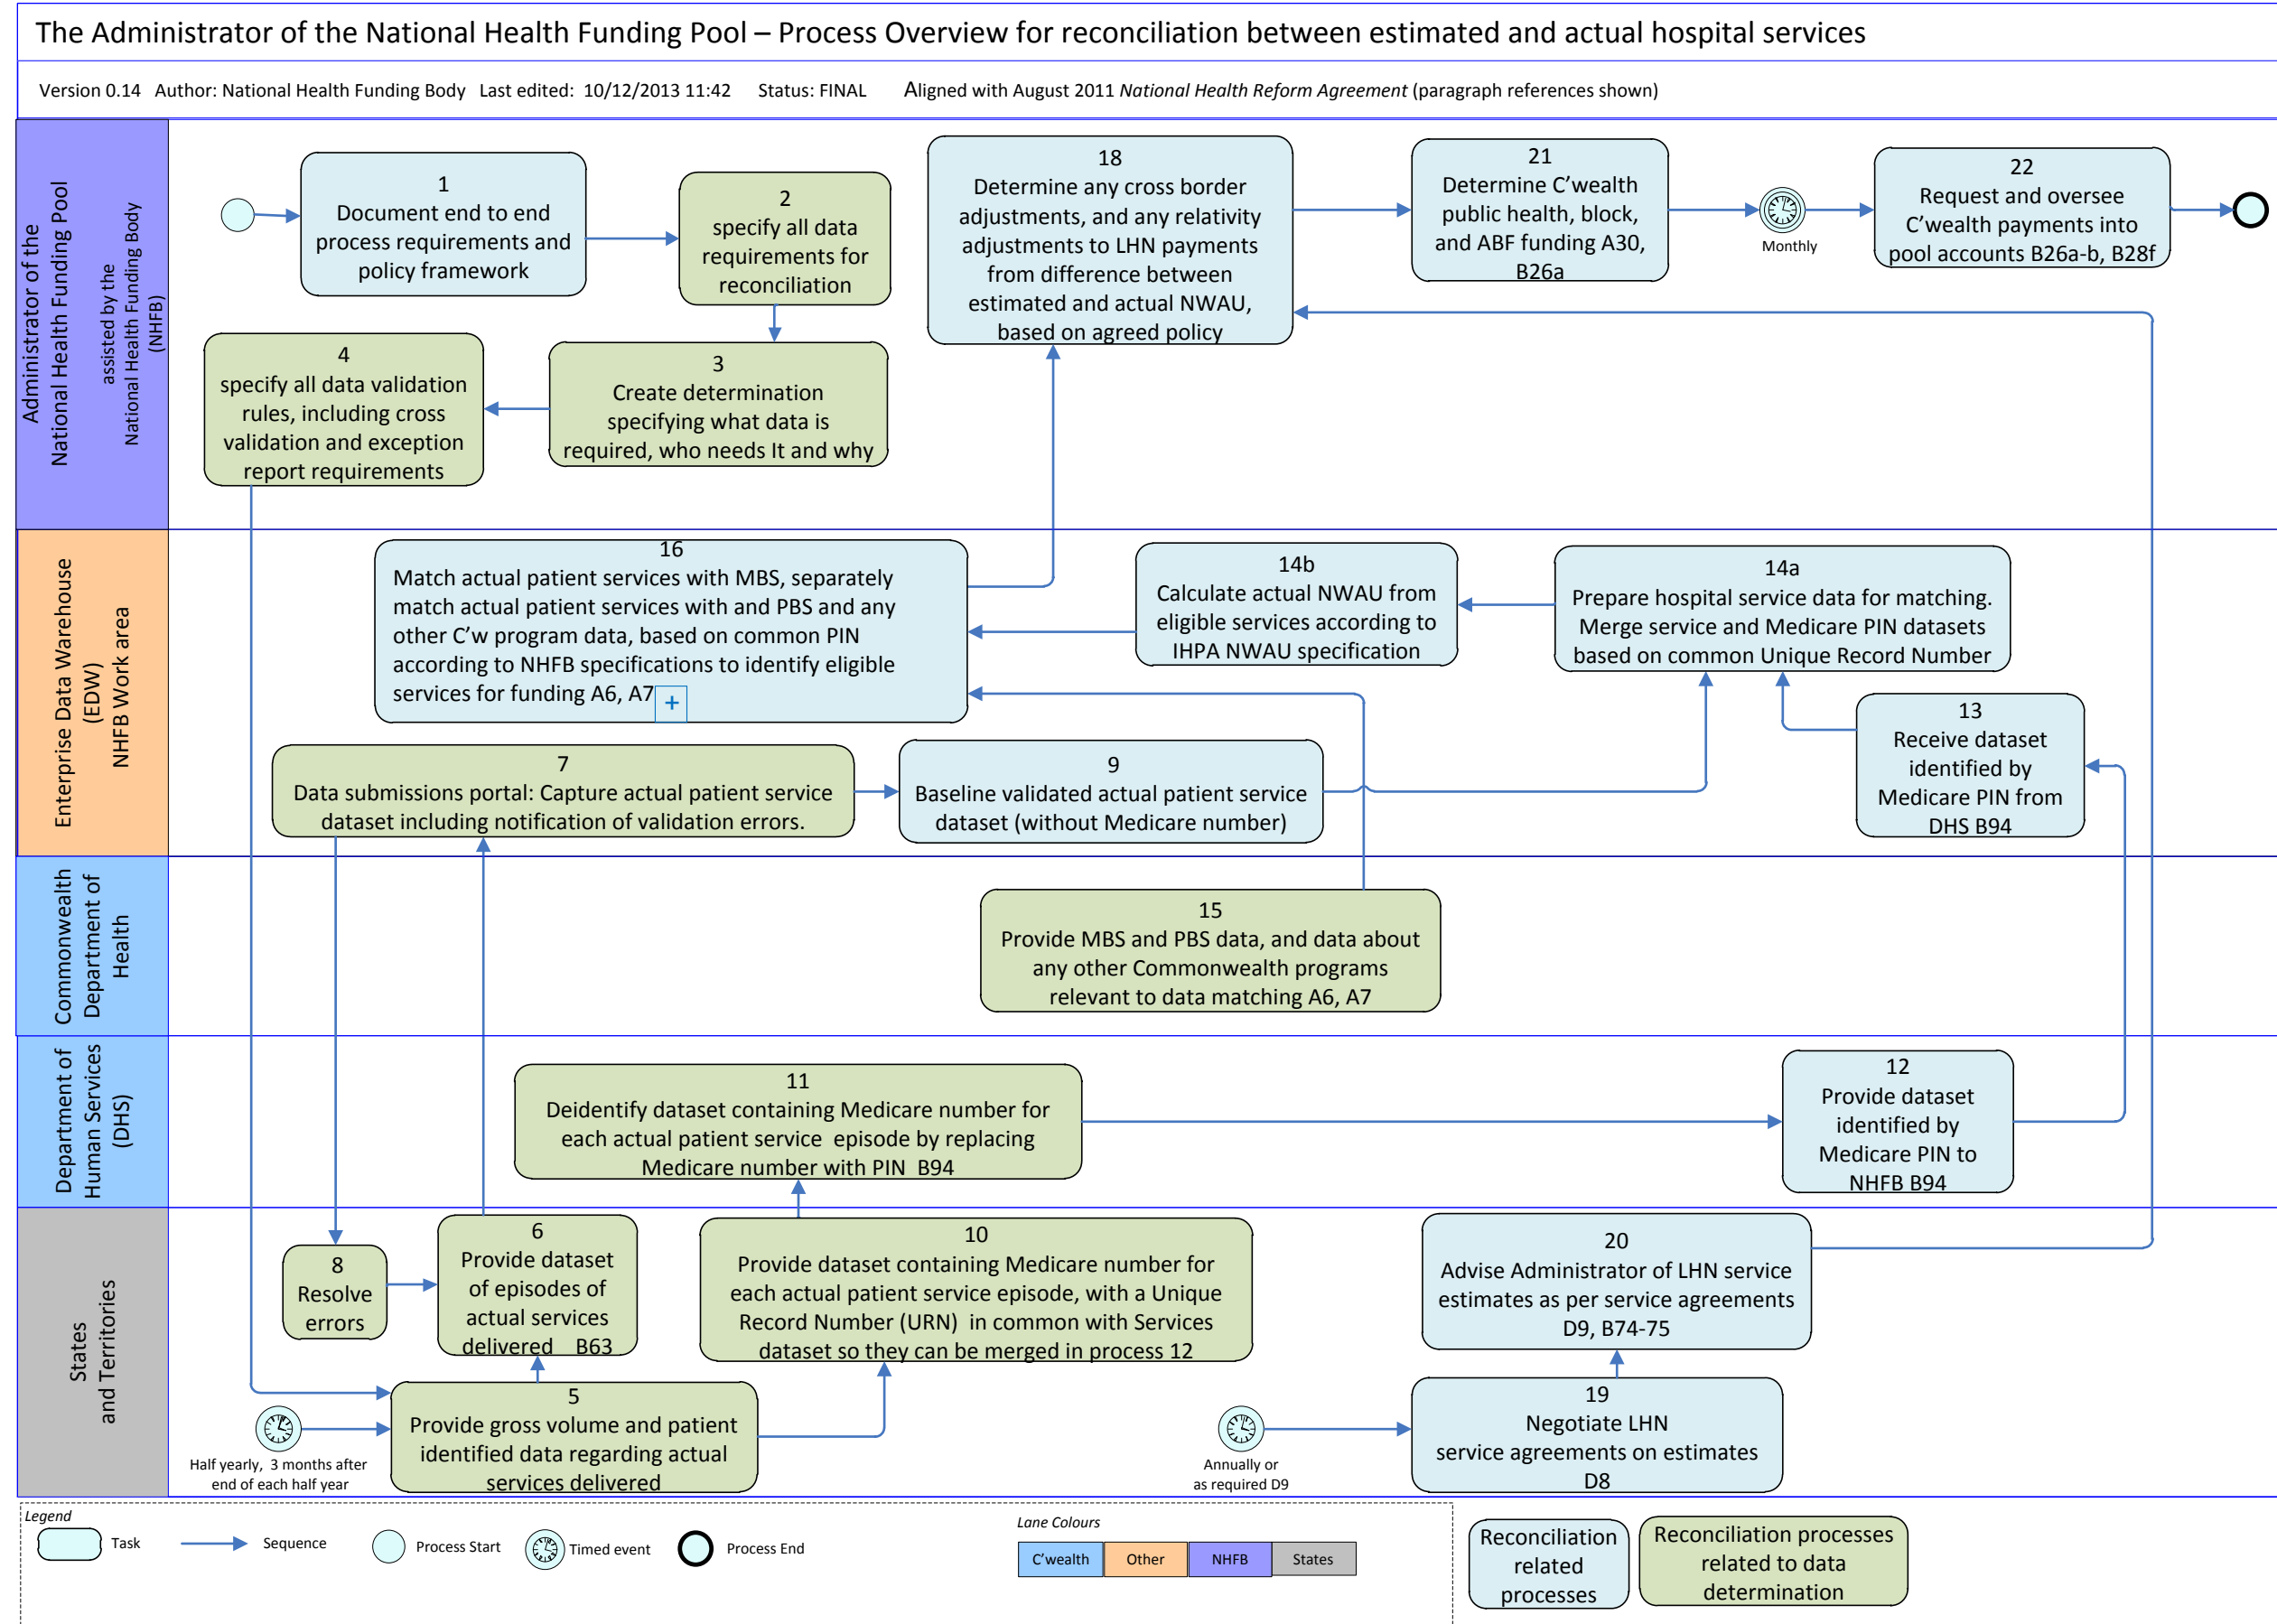 The Administrator of the National Health Funding Pool – Process Overview for reconciliation between estimated and actual hospital services
Version 0.14 Author: National Health Funding Body Last edited: 10/12/2013 11:42 Status: FINAL Aligned with August 2011 National Health Reform Agreement (paragraph references shown)
Administrator of the
National Health Funding Pool
assisted by the
National Health Funding Body
(NHFB)
1
Document end to end
process requirements and
policy framework
2
specify all data
requirements for
reconciliation
3
Create determination
specifying what data is
required, who needs It and why
4
specify all data validation
rules, including cross
validation and exception
report requirements
18
Determine any cross border
adjustments, and any relativity
adjustments to LHN payments
from difference between
estimated and actual NWAU,
based on agreed policy
21
Determine C'wealth
public health, block,
and ABF funding A30,
B26a
Monthly
22
Request and oversee
C'wealth payments into
pool accounts B26a-b, B28f
Enterprise Data Warehouse
(EDW)
NHFB Work area
16
Match actual patient services with MBS, separately
match actual patient services with and PBS and any
other C'w program data, based on common PIN
according to NHFB specifications to identify eligible
services for funding A6, A7
+
14b
Calculate actual NWAU from
eligible services according to
IHPA NWAU specification
14a
Prepare hospital service data for matching.
Merge service and Medicare PIN datasets
based on common Unique Record Number
13
Receive dataset
identified by
Medicare PIN from
DHS B94
7
Data submissions portal: Capture actual patient service
dataset including notification of validation errors.
9
Baseline validated actual patient service
dataset (without Medicare number)
Commonwealth
Department of
Health
15
Provide MBS and PBS data, and data about
any other Commonwealth programs
relevant to data matching A6, A7
Department of
Human Services
(DHS)
11
Deidentify dataset containing Medicare number for
each actual patient service episode by replacing
Medicare number with PIN B94
12
Provide dataset
identified by
Medicare PIN to
NHFB B94
States
and Territories
8
Resolve
errors
6
Provide dataset
of episodes of
actual services
delivered B63
10
Provide dataset containing Medicare number for
each actual patient service episode, with a Unique
Record Number (URN) in common with Services
dataset so they can be merged in process 12
20
Advise Administrator of LHN service
estimates as per service agreements
D9, B74-75
Half yearly, 3 months after
end of each half year
5
Provide gross volume and patient
identified data regarding actual
services delivered
Annually or
as required D9
19
Negotiate LHN
service agreements on estimates
D8
Legend
Task
Sequence
Process Start
Timed event
Process End
Lane Colours
C'wealth
Other
NHFB
States
Reconciliation
related
processes
Reconciliation processes
related to data
determination